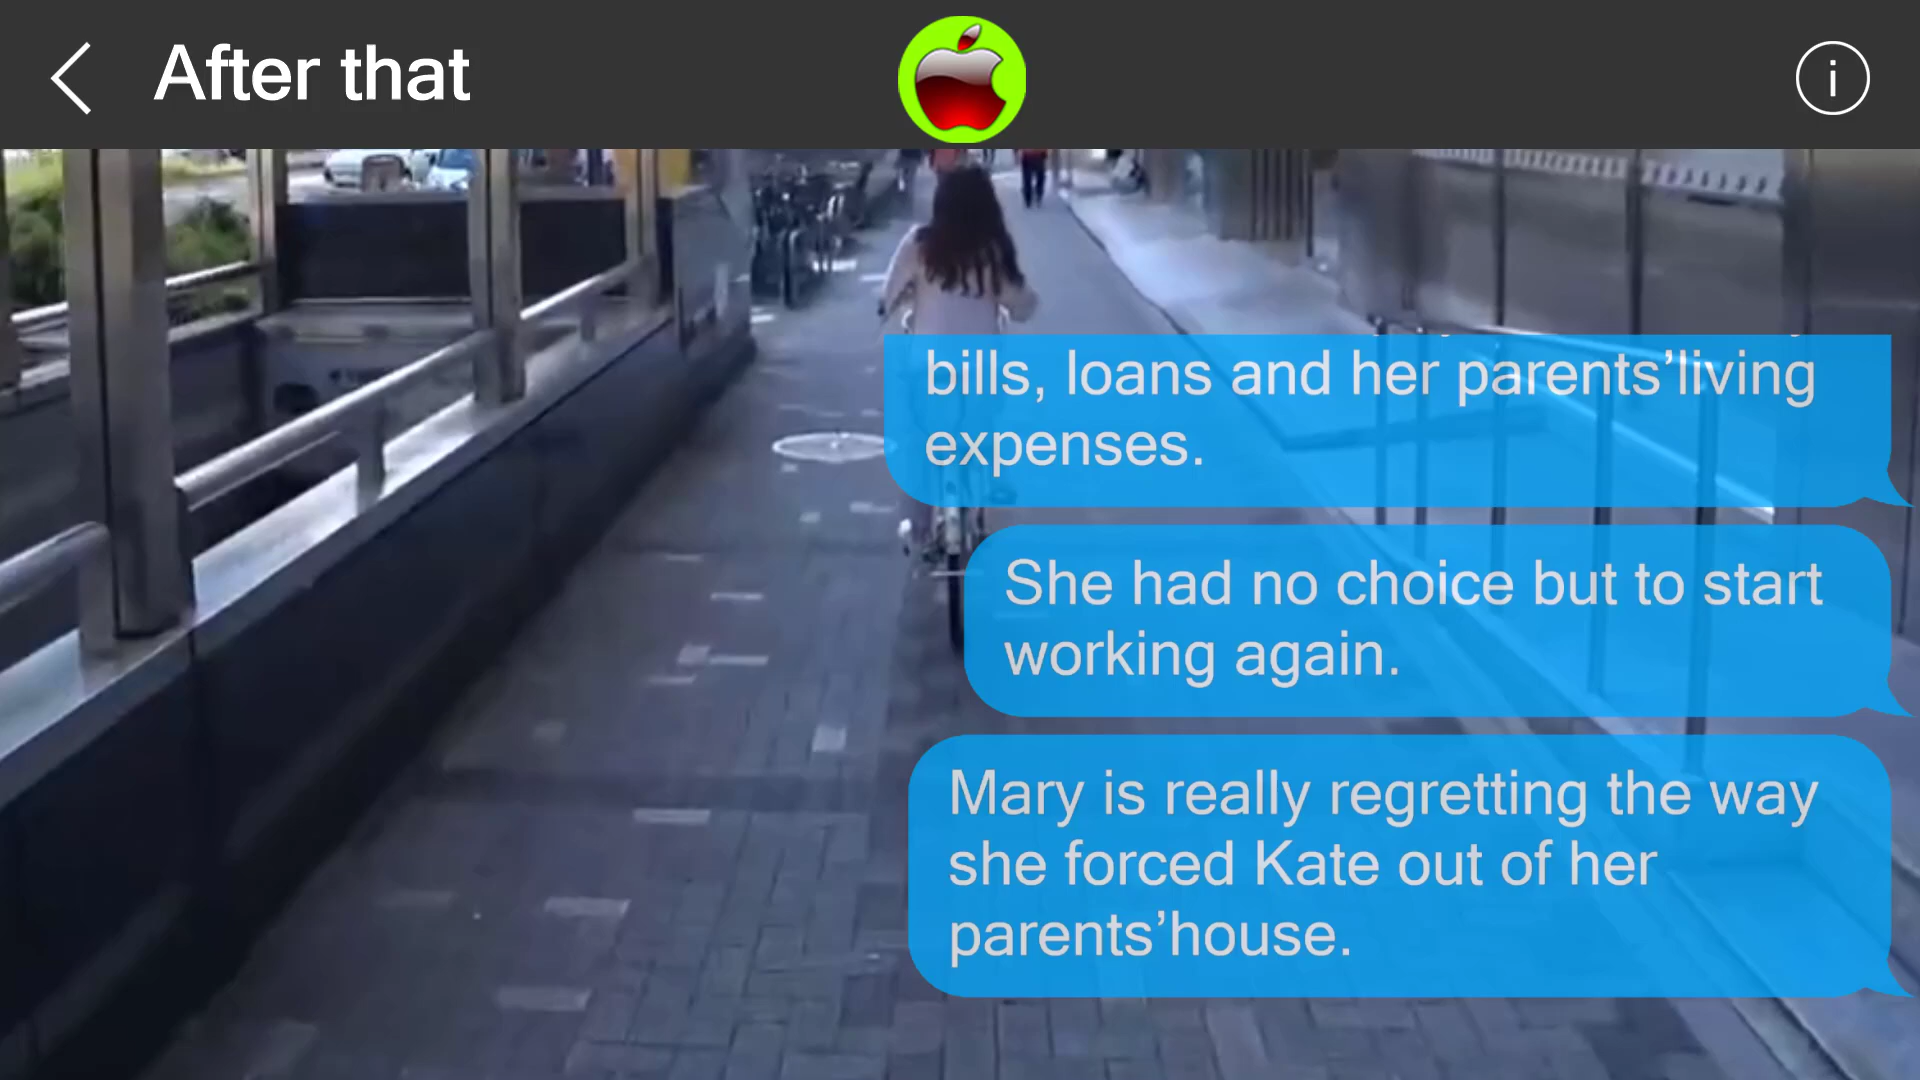 After that
bills, loans and her parents’living
expenses.
She had no choice but to start
working again.
Mary is really regretting the way
she forced Kate out of her
parents’house.